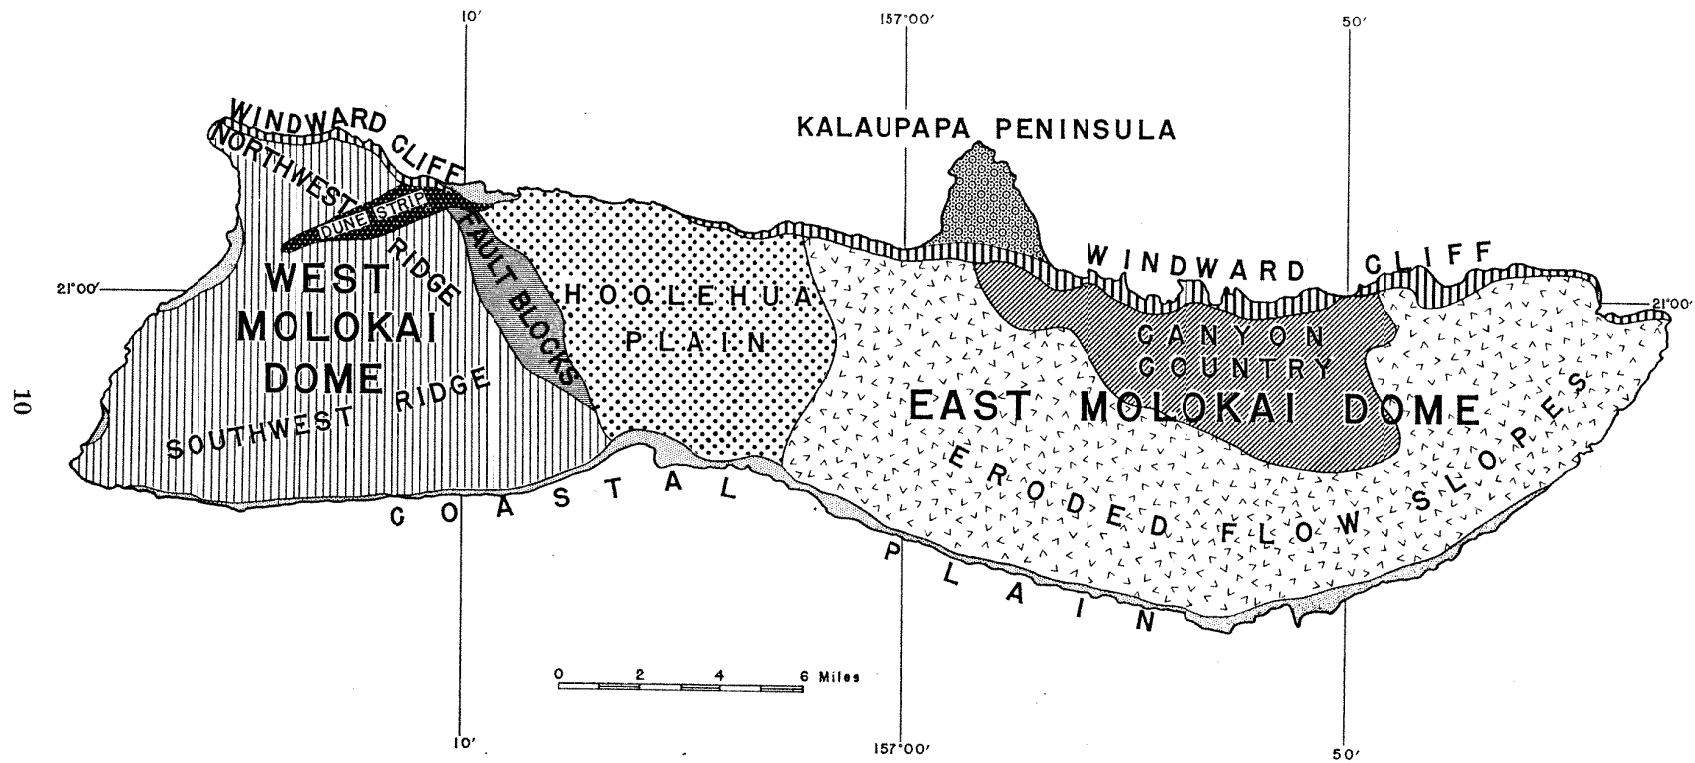 10'
157°00'
50'
WINDWARD CLIFF
NORTHWEST RIDGE
DUNE STRIP
KALAUPAPA PENINSULA
WINDWARD CLIFF
FAULT BLOCKS
21°00'
WEST
MOLOKAI
DOME
HOOLEHUA
PLAIN
21°00'
CANYON
COUNTRY
EAST MOLOKAI DOME
SOUTHWEST RIDGE
ERODED FLOW SLOPES
COASTAL PLAIN
0 2 4 6 Miles
10'
157°00'
50'
10